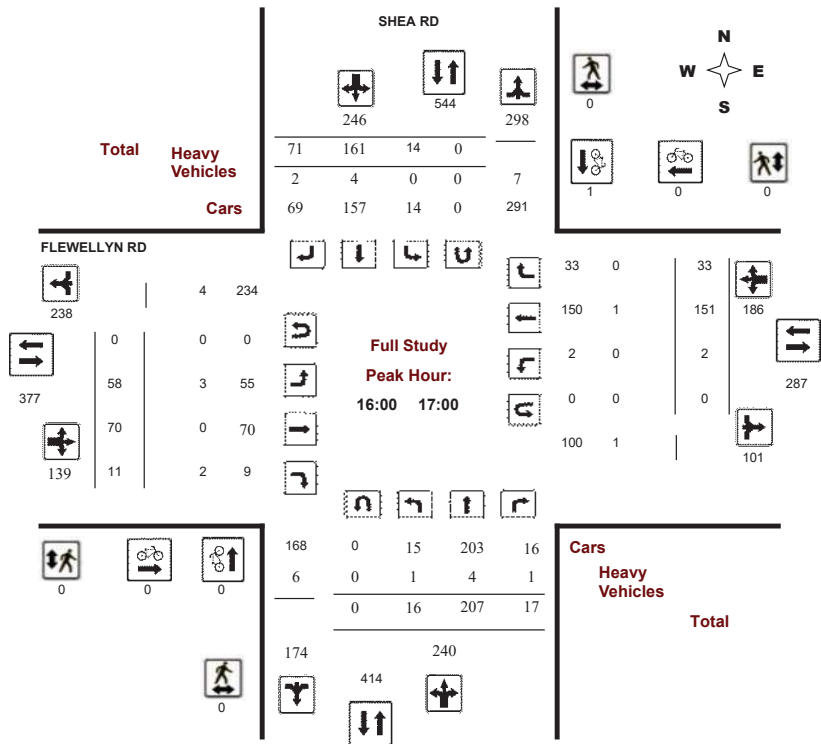 SHEA RD
N
W E
S
544
0
246 298
Total Heavy Vehicles
71 161 14 0
2 4 0 0 7
Cars
69 157 14 0 291
1 0 0
FLEWELLYN RD
238 4 234
33 0 33
150 1 151 186
0 0 0
377
58 3 55
Full Study
Peak Hour:
16:00 17:00
2 0 2
287
70 0 70
0 0 0
139 11 2 9
100 1 101
168 0 15 203 16
Cars
6 0 1 4 1
Heavy Vehicles
0 0 0
0 16 207 17
Total
174 240
414
0